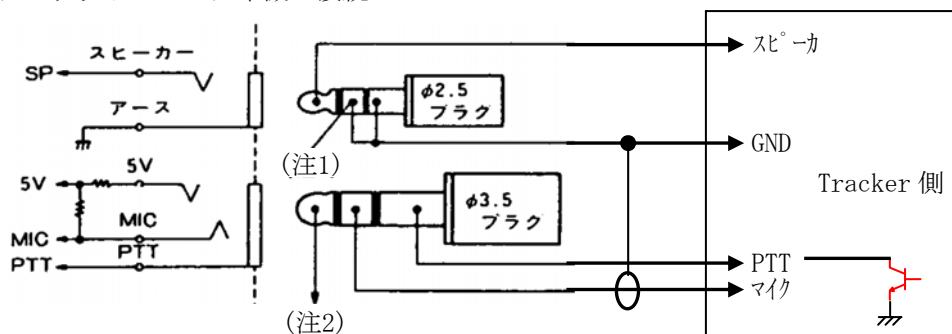 スピーカー
SP
アース
5V
5V
MIC
MIC
PTT
PTT
φ2.5
プラグ
(注1)
φ3.5
プラグ
(注2)
スピーカ
GND
Tracker 側
PTT
マイク